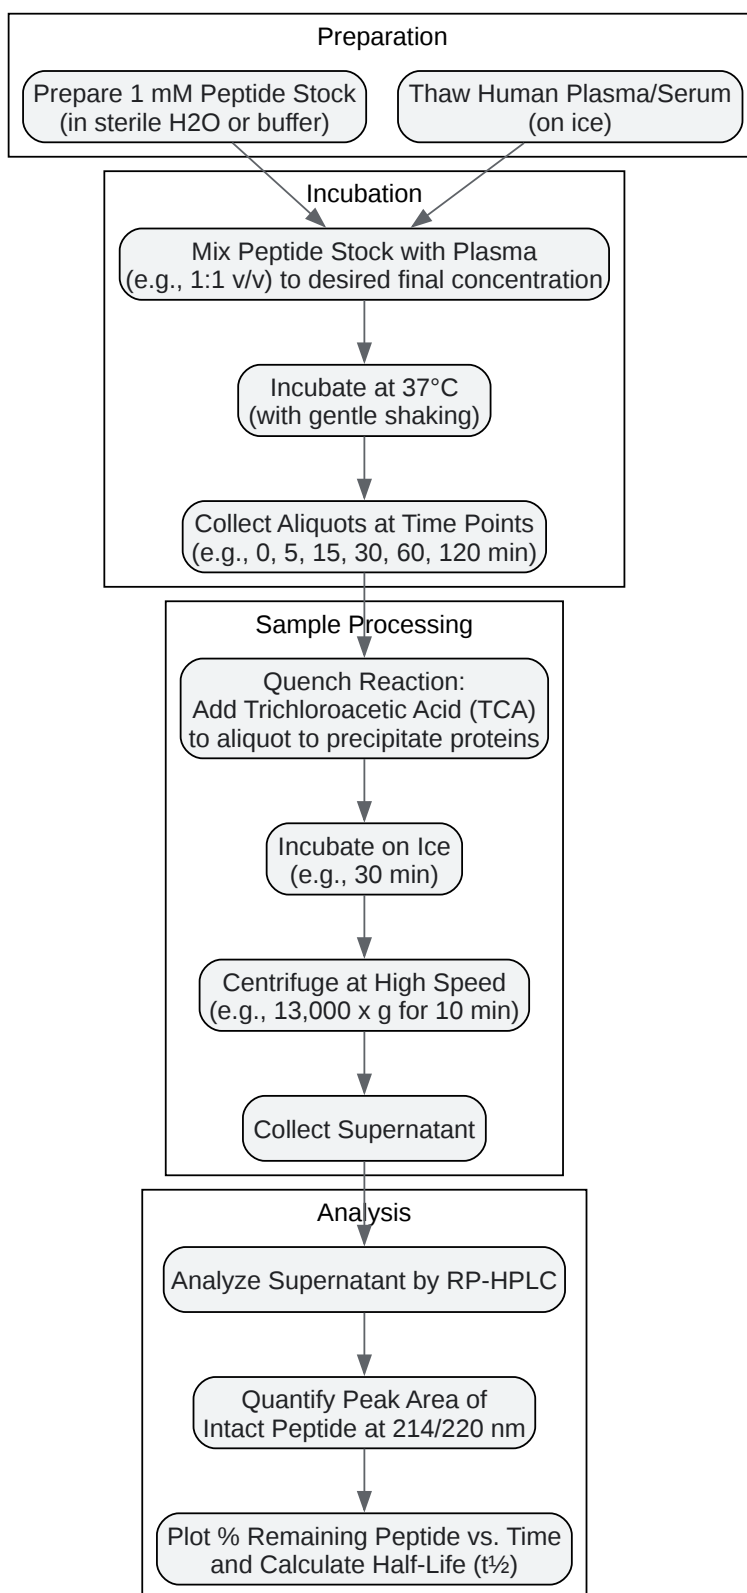 Preparation
Prepare 1 mM Peptide Stock
(in sterile H2O or buffer)
Thaw Human Plasma/Serum
(on ice)
Incubation
Mix Peptide Stock with Plasma
(e.g., 1:1 v/v) to desired final concentration
Incubate at 37°C
(with gentle shaking)
Collect Aliquots at Time Points
(e.g., 0, 5, 15, 30, 60, 120 min)
Sample Processing
Quench Reaction:
Add Trichloroacetic Acid (TCA)
to aliquot to precipitate proteins
Incubate on Ice
(e.g., 30 min)
Centrifuge at High Speed
(e.g., 13,000 x g for 10 min)
Collect Supernatant
Analysis
Analyze Supernatant by RP-HPLC
Quantify Peak Area of
Intact Peptide at 214/220 nm
Plot % Remaining Peptide vs. Time
and Calculate Half-Life (t½)